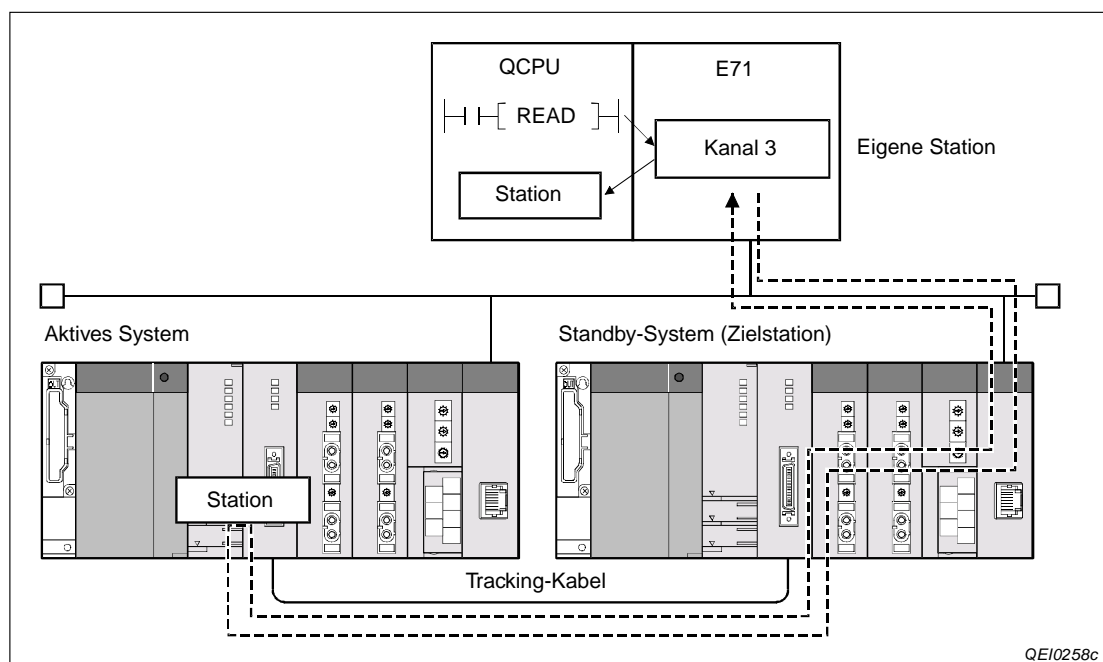 QCPU
E71
READ
Kanal 3
Eigene Station
Station
Aktives System
Standby-System (Zielstation)
Station
Tracking-Kabel
QEI0258c